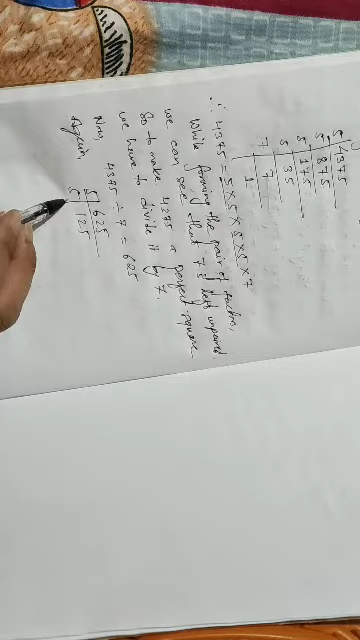 5 4375
5 875
5 175
5 35
7 7
1
∴ 4375 = 5 × 5 × 5 × 5 × 7
While forming the pair of factors,
we can see that 7 is left unpaired.
So to make 4375 a perfect square
we have to divide it by 7.
Now, 4375 ÷ 7 = 625
Again,
5 625
5 125